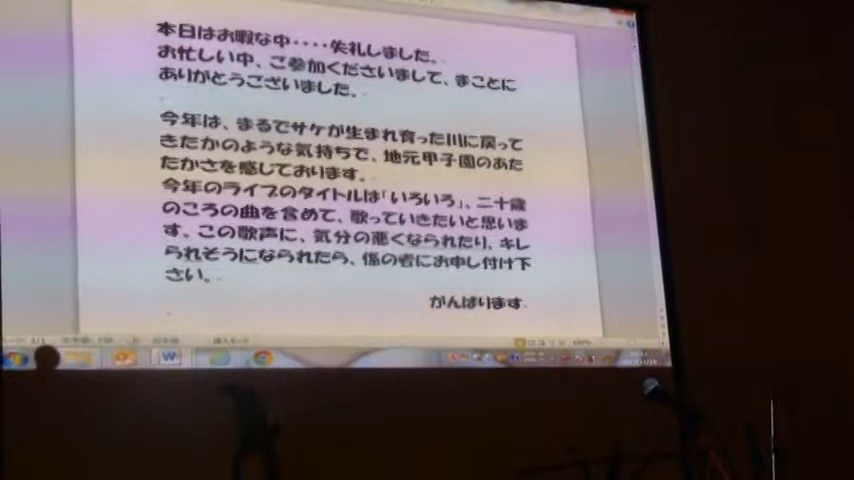 本日はお暇な中・・・・失礼しました。
お忙しい中、ご参加くださいまして、まことに
ありがとうございました。
今年は、まるでサケが生まれ育った川に戻って
きたかのような気持ちで、地元甲子園のあた
たかさを感じております。
今年のライブのタイトルは「いろいろ」、二十歳
のころの曲を含めて、歌っていきたいと思いま
す。この歌声に、気分の悪くなられたり、キレ
られそうになられたら、係の者にお申し付け下
さい。
がんばります